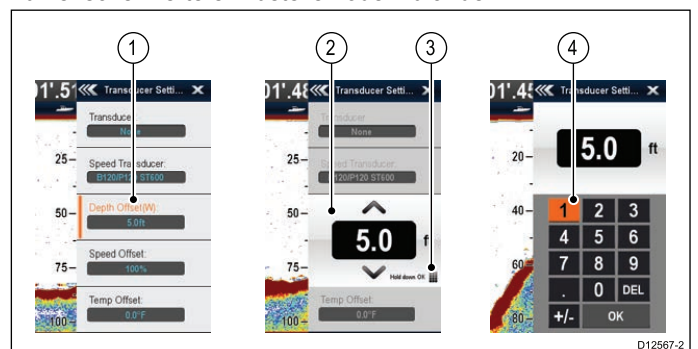 1
2
3
4
01'.51
Transducer Setti...
Transducer:
None
Speed Transducer:
B120/P120 ST600
Depth Offset(W):
5.0ft
Speed Offset:
100%
Temp Offset:
0.0°F
25
50
75
100
01'.48
Transducer Setti...
Transducer
None
Speed Transducer:
B120/P120 ST600
5.0
f
Hold down OK
Temp Offset:
0.0°F
25
50
75
100
01'.45
Transducer Setti...
5.0 ft
1 2 3
4 5 6
7 8 9
. 0 DEL
+/- OK
20
40
60
80
D12567-2